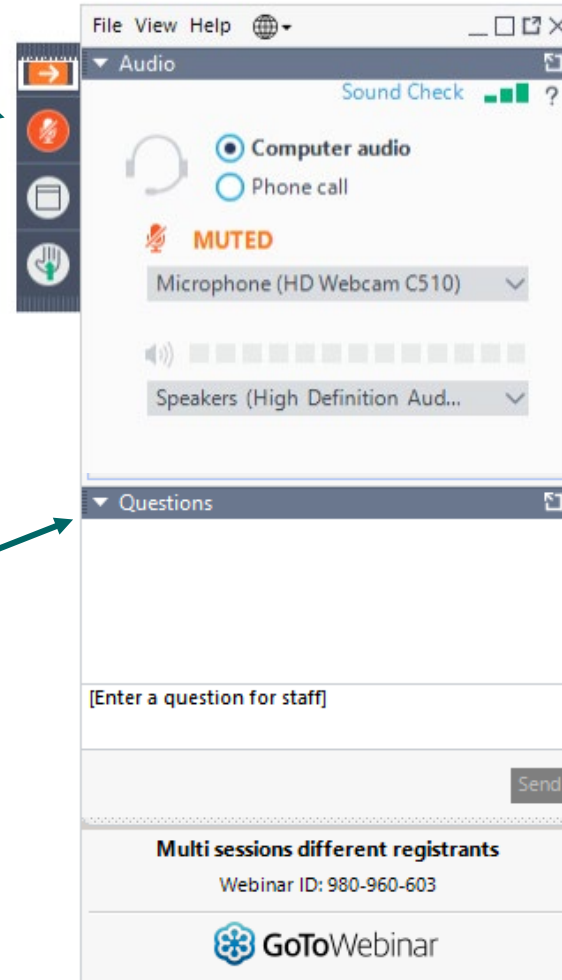 File View Help
Audio
Sound Check ?
Computer audio
Phone call
MUTED
Microphone (HD Webcam C510)
Speakers (High Definition Aud...
Questions
[Enter a question for staff]
Send
Multi sessions different registrants
Webinar ID: 980-960-603
GoToWebinar